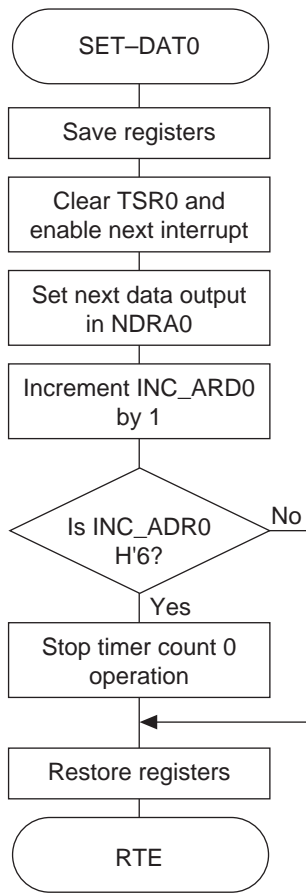 SET–DAT0
Save registers
Clear TSR0 and
enable next interrupt
Set next data output
in NDRA0
Increment INC_ARD0
by 1
Is INC_ADR0
H'6?
No
Yes
Stop timer count 0
operation
Restore registers
RTE